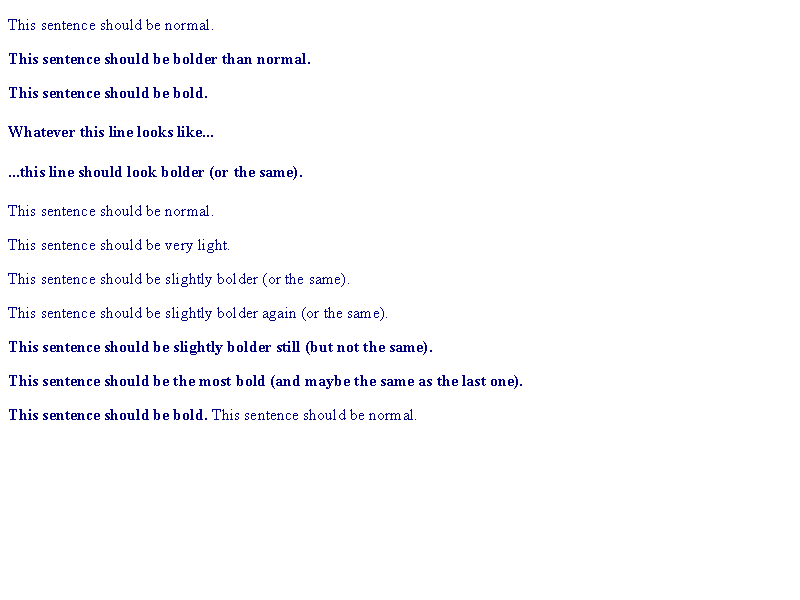 This sentence should be normal.
This sentence should be bolder than normal.
This sentence should be bold.
Whatever this line looks like...
...this line should look bolder (or the same).
This sentence should be normal.
This sentence should be very light.
This sentence should be slightly bolder (or the same).
This sentence should be slightly bolder again (or the same).
This sentence should be slightly bolder still (but not the same).
This sentence should be the most bold (and maybe the same as the last one).
This sentence should be bold. This sentence should be normal.